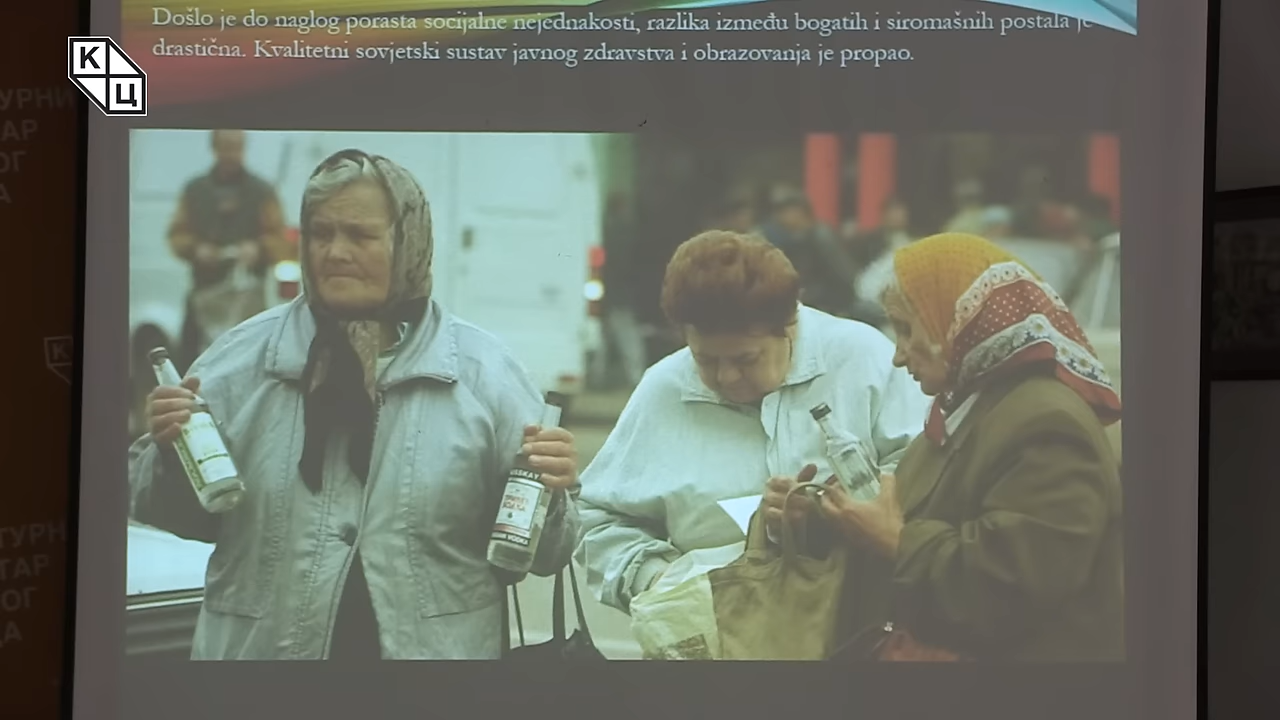 Došlo je do naglog porasta socijalne nejednakosti, razlika između bogatih i siromašnih postala je
drastična. Kvalitetni sovjetski sustav javnog zdravstva i obrazovanja je propao.
К
Ц
VODKA